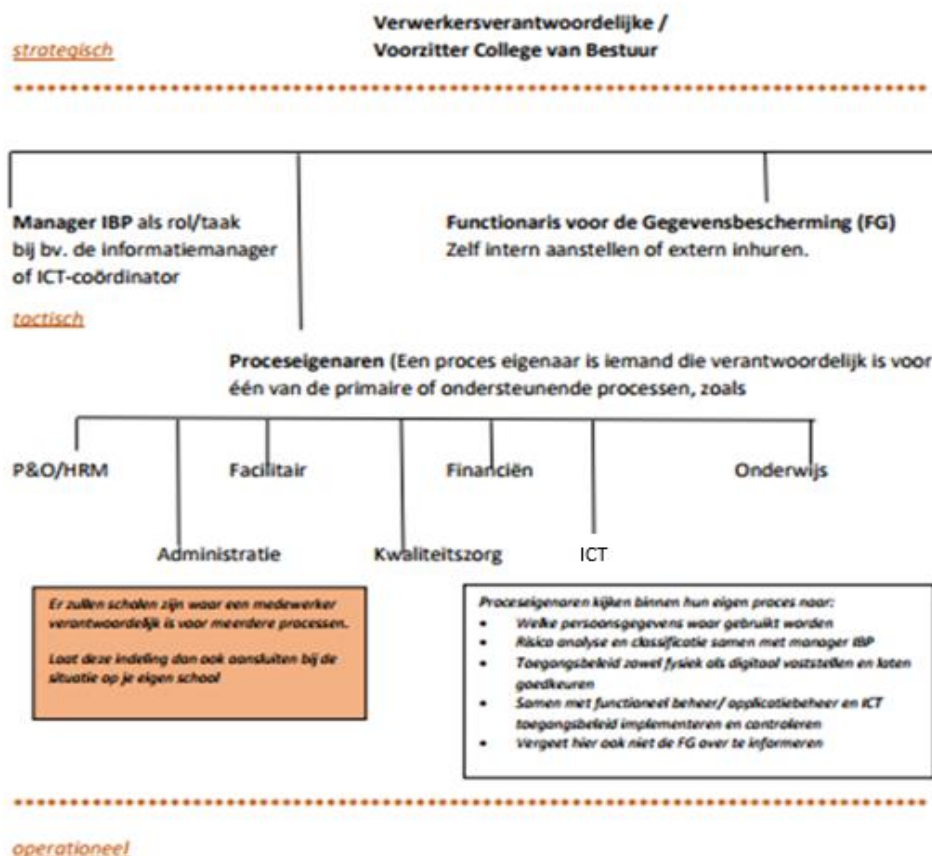 strategisch
Verwerkersverantwoordelijke /
Voorzitter College van Bestuur
Manager IBP als rol/taak
bij bv. de informatiemanager
of ICT-coördinator
Functionaris voor de Gegevensbescherming (FG)
Zelf intern aanstellen of extern inhuren.
tactisch
Proceseigenaren (Een proces eigenaar is iemand die verantwoordelijk is voor
één van de primaire of ondersteunende processen, zoals
P&O/HRM
Facilitair
Financiën
Onderwijs
Administratie
Kwaliteitszorg
ICT
Er zullen scholen zijn waar een medewerker
verantwoordelijk is voor meerdere processen.
Laat deze indeling dan ook aansluiten bij de
situatie op je eigen school
Proceseigenaren kijken binnen hun eigen proces naar:
• Welke persoonsgegevens waar gebruikt worden
• Risico analyse en classificatie samen met manager IBP
• Toegangsbeleid zowel fysiek als digitaal vaststellen en laten
goedkeuren
• Samen met functioneel beheer/ applicatiebeheer en ICT
toegangsbeleid implementeren en controleren
• Vergeet hier ook niet de FG over te informeren
operationeel